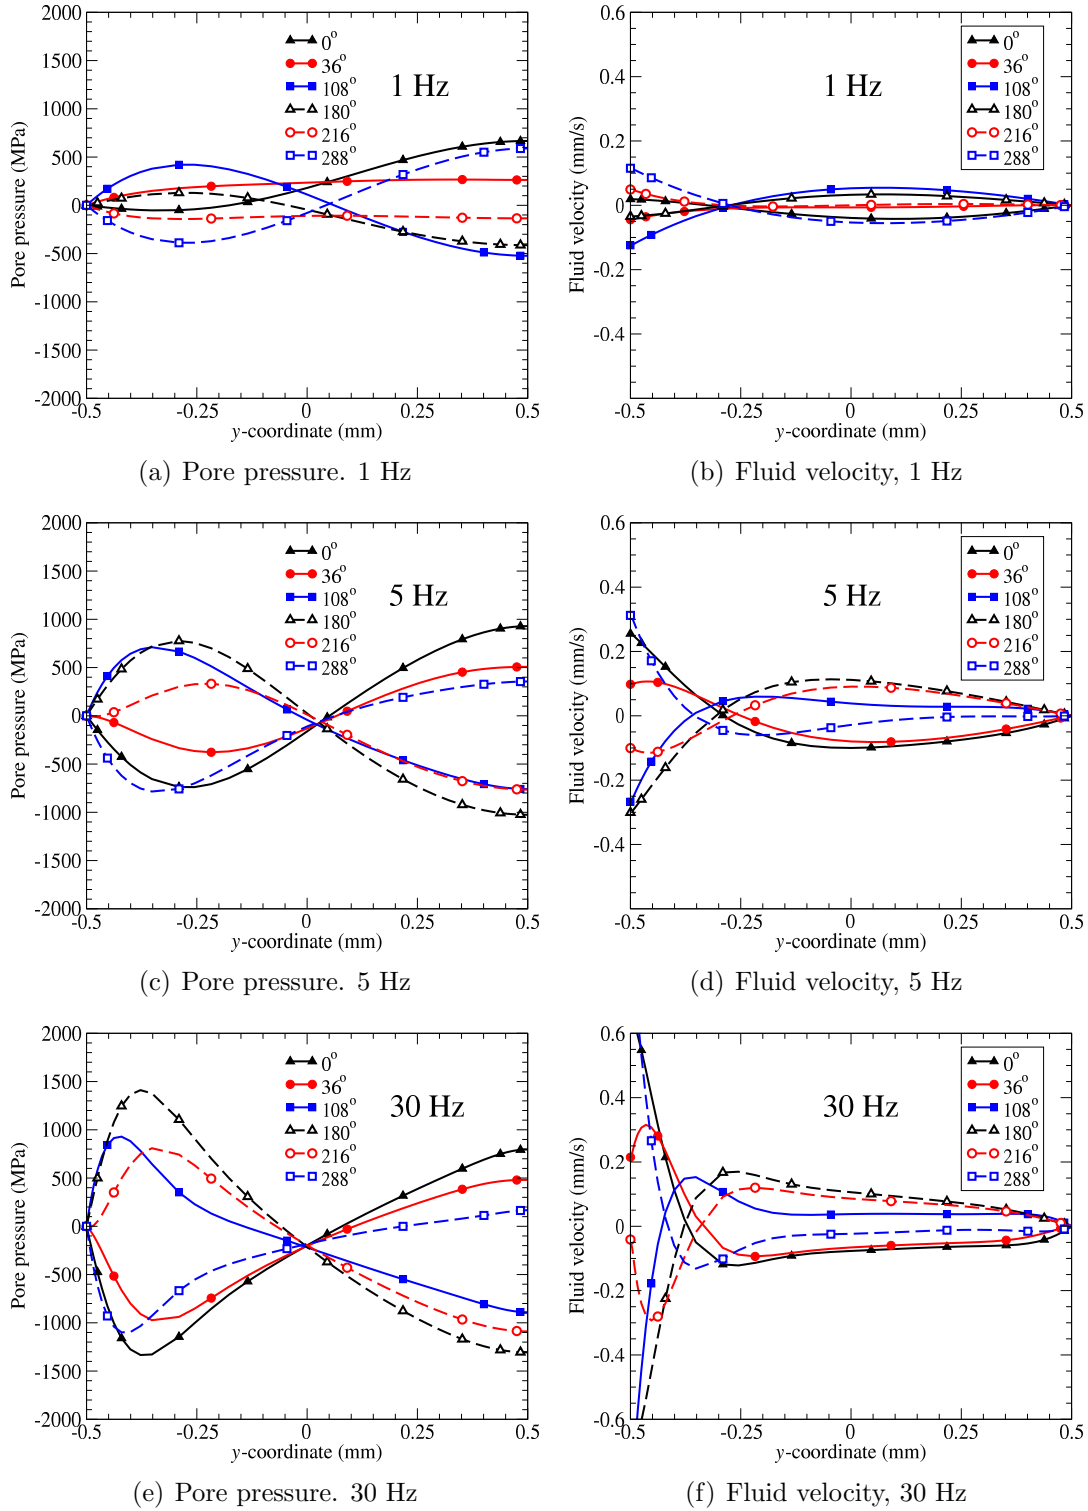 2000
1500
1000
500
0
-500
-1000
-1500
-2000
Pore pressure (MPa)
0°
36°
108°
180°
216°
288°
1 Hz
-0.5 -0.25 0 0.25 0.5
y-coordinate (mm)
(a) Pore pressure. 1 Hz
0.6
0.4
0.2
0
-0.2
-0.4
Fluid velocity (mm/s)
1 Hz
0°
36°
108°
180°
216°
288°
-0.5 -0.25 0 0.25 0.5
y-coordinate (mm)
(b) Fluid velocity, 1 Hz
2000
1500
1000
500
0
-500
-1000
-1500
-2000
Pore pressure (MPa)
0°
36°
108°
180°
216°
288°
5 Hz
-0.5 -0.25 0 0.25 0.5
y-coordinate (mm)
(c) Pore pressure. 5 Hz
0.6
0.4
0.2
0
-0.2
-0.4
Fluid velocity (mm/s)
5 Hz
0°
36°
108°
180°
216°
288°
-0.5 -0.25 0 0.25 0.5
y-coordinate (mm)
(d) Fluid velocity, 5 Hz
2000
1500
1000
500
0
-500
-1000
-1500
-2000
Pore pressure (MPa)
0°
36°
108°
180°
216°
288°
30 Hz
-0.5 -0.25 0 0.25 0.5
y-coordinate (mm)
(e) Pore pressure. 30 Hz
0.6
0.4
0.2
0
-0.2
-0.4
-0.6
Fluid velocity (mm/s)
30 Hz
0°
36°
108°
180°
216°
288°
-0.5 -0.25 0 0.25 0.5
y-coordinate (mm)
(f) Fluid velocity, 30 Hz